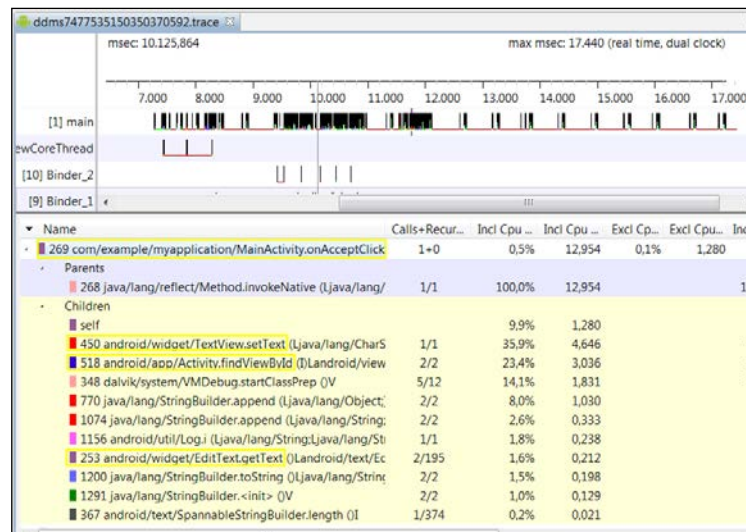 ddms7477535150350370592.trace
msec: 10.125,864 max msec: 17.440 (real time, dual clock)
7.000 8.000 9.000 10.000 11.000 12.000 13.000 14.000 15.000 16.000 17.000
[1] main
ewCoreThread
[10] Binder_2
[9] Binder_1
Name Calls+Recur... Incl Cpu ... Incl Cpu ... Excl Cp... Excl Cpu... Inc
269 com/example/myapplication/MainActivity.onAcceptClick 1+0 0,5% 12,954 0,1% 1,280
Parents
268 java/lang/reflect/Method.invokeNative (Ljava/lang/ 1/1 100,0% 12,954 1
Children
self 9,9% 1,280
450 android/widget/TextView.setText (Ljava/lang/CharS 1/1 35,9% 4,646
518 android/app/Activity.findViewById (I)Landroid/view 2/2 23,4% 3,036
348 dalvik/system/VMDebug.startClassPrep ()V 5/12 14,1% 1,831
770 java/lang/StringBuilder.append (Ljava/lang/Object; 2/2 8,0% 1,030
1074 java/lang/StringBuilder.append (Ljava/lang/String; 2/2 2,6% 0,333
1156 android/util/Log.i (Ljava/lang/String;Ljava/lang/Stri 1/1 1,8% 0,238
253 android/widget/EditText.getText ()Landroid/text/Ec 2/195 1,6% 0,212
1200 java/lang/StringBuilder.toString ()Ljava/lang/String 2/2 1,5% 0,198
1291 java/lang/StringBuilder.<init> ()V 2/2 1,0% 0,129
367 android/text/SpannableStringBuilder.length ()I 1/374 0,2% 0,021